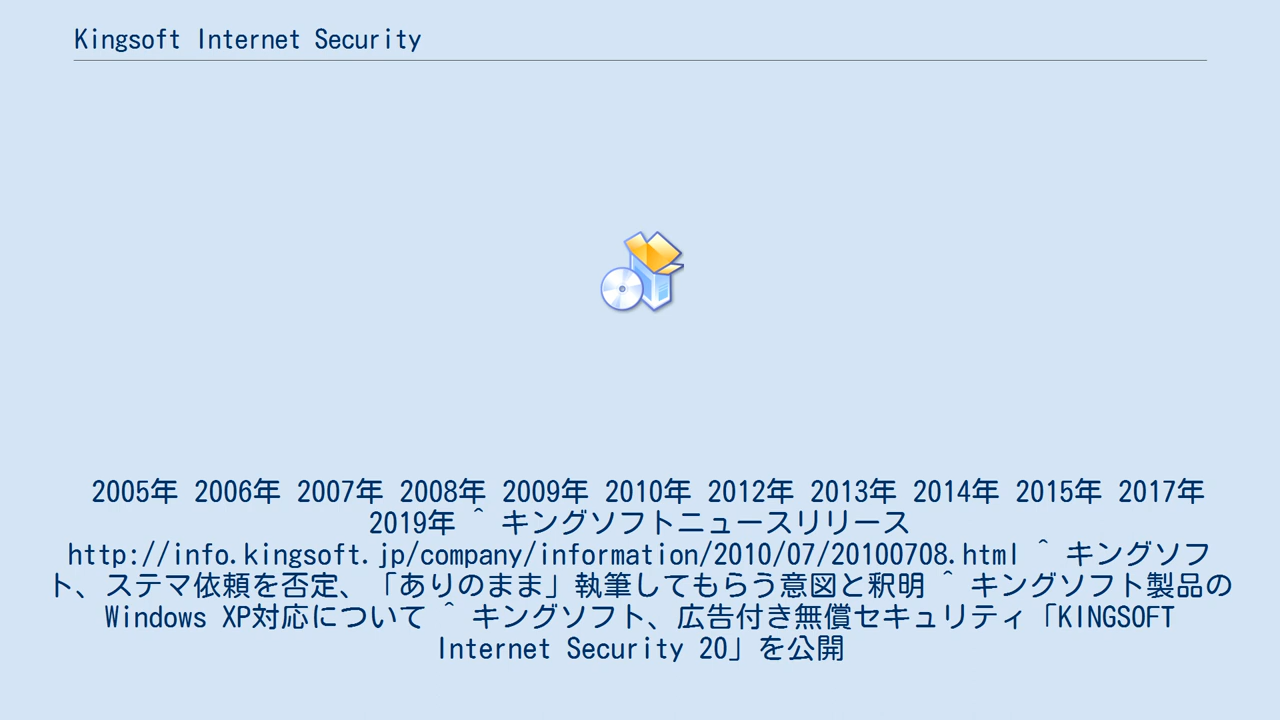 Kingsoft Internet Security
2005年 2006年 2007年 2008年 2009年 2010年 2012年 2013年 2014年 2015年 2017年
2019年 ^ キングソフトニュースリリース
http://info.kingsoft.jp/company/information/2010/07/20100708.html ^ キングソフ
ト、ステマ依頼を否定、「ありのまま」執筆してもらう意図と釈明 ^ キングソフト製品の
Windows XP対応について ^ キングソフト、広告付き無償セキュリティ「KINGSOFT
Internet Security 20」を公開